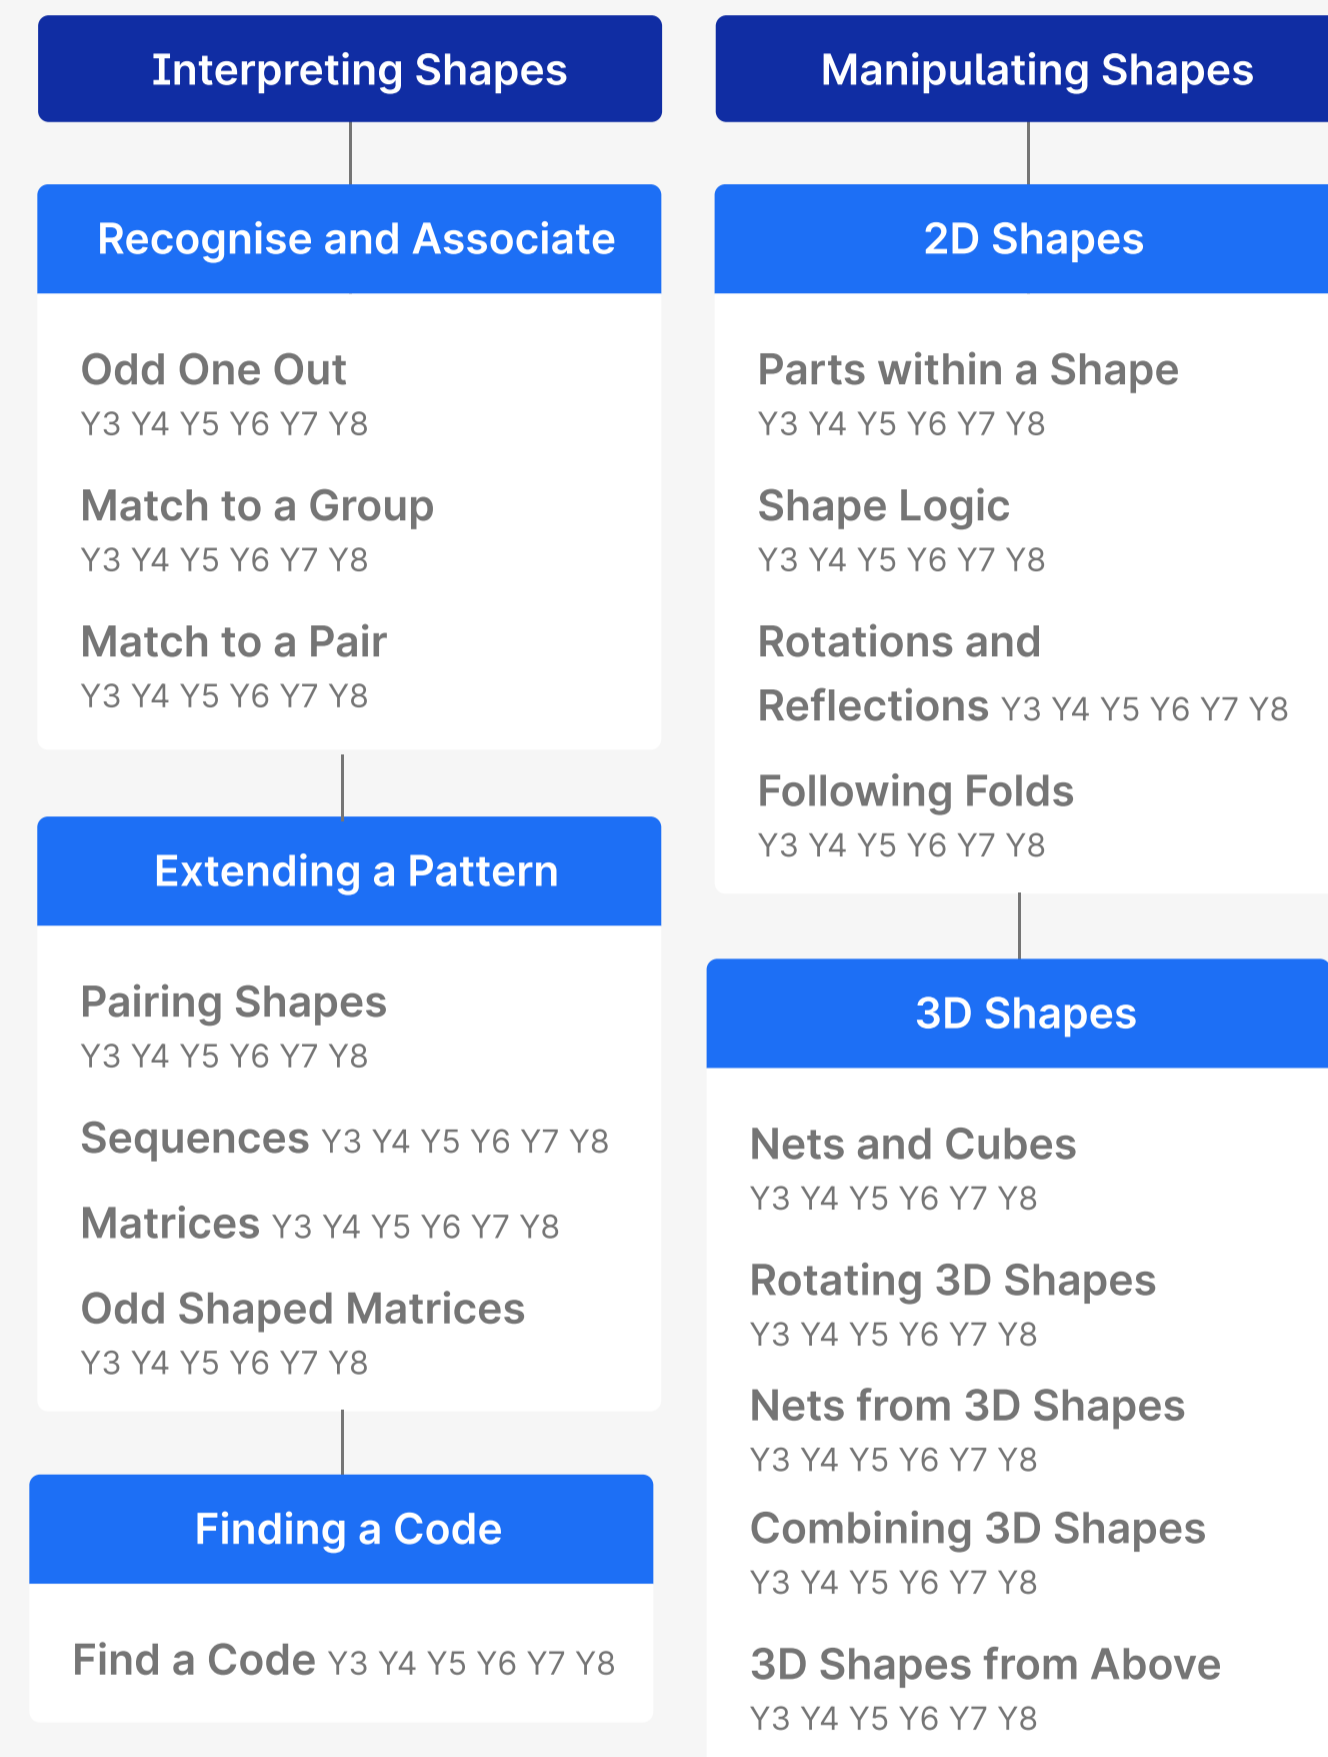 Interpreting Shapes
Recognise and Associate
Odd One Out
Y3 Y4 Y5 Y6 Y7 Y8
Match to a Group
Y3 Y4 Y5 Y6 Y7 Y8
Match to a Pair
Y3 Y4 Y5 Y6 Y7 Y8
Extending a Pattern
Pairing Shapes
Y3 Y4 Y5 Y6 Y7 Y8
Sequences Y3 Y4 Y5 Y6 Y7 Y8
Matrices Y3 Y4 Y5 Y6 Y7 Y8
Odd Shaped Matrices
Y3 Y4 Y5 Y6 Y7 Y8
Finding a Code
Find a Code Y3 Y4 Y5 Y6 Y7 Y8
Manipulating Shapes
2D Shapes
Parts within a Shape
Y3 Y4 Y5 Y6 Y7 Y8
Shape Logic
Y3 Y4 Y5 Y6 Y7 Y8
Rotations and
Reflections Y3 Y4 Y5 Y6 Y7 Y8
Following Folds
Y3 Y4 Y5 Y6 Y7 Y8
3D Shapes
Nets and Cubes
Y3 Y4 Y5 Y6 Y7 Y8
Rotating 3D Shapes
Y3 Y4 Y5 Y6 Y7 Y8
Nets from 3D Shapes
Y3 Y4 Y5 Y6 Y7 Y8
Combining 3D Shapes
Y3 Y4 Y5 Y6 Y7 Y8
3D Shapes from Above
Y3 Y4 Y5 Y6 Y7 Y8